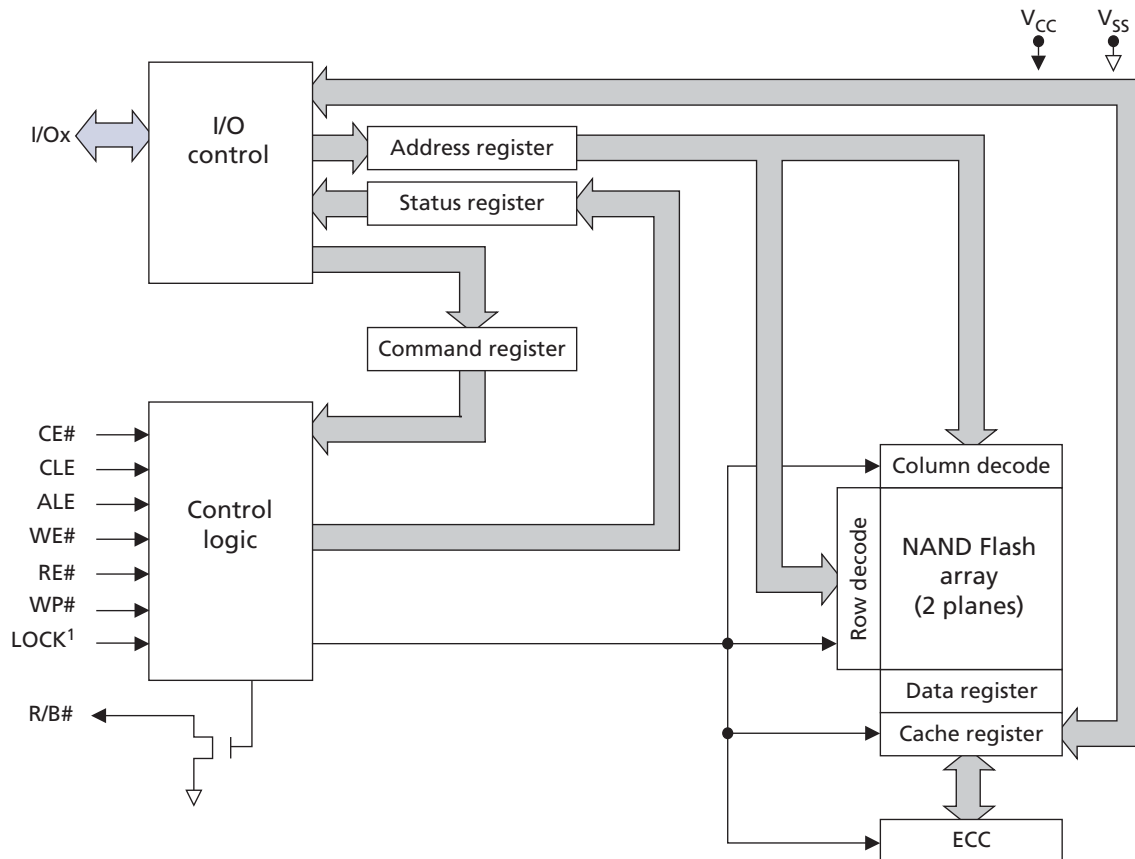 VCC
VSS
I/Ox
I/O
control
Address register
Status register
Command register
CE#
CLE
ALE
WE#
RE#
WP#
LOCK1
Control
logic
R/B#
Column decode
Row decode
NAND Flash
array
(2 planes)
Data register
Cache register
ECC